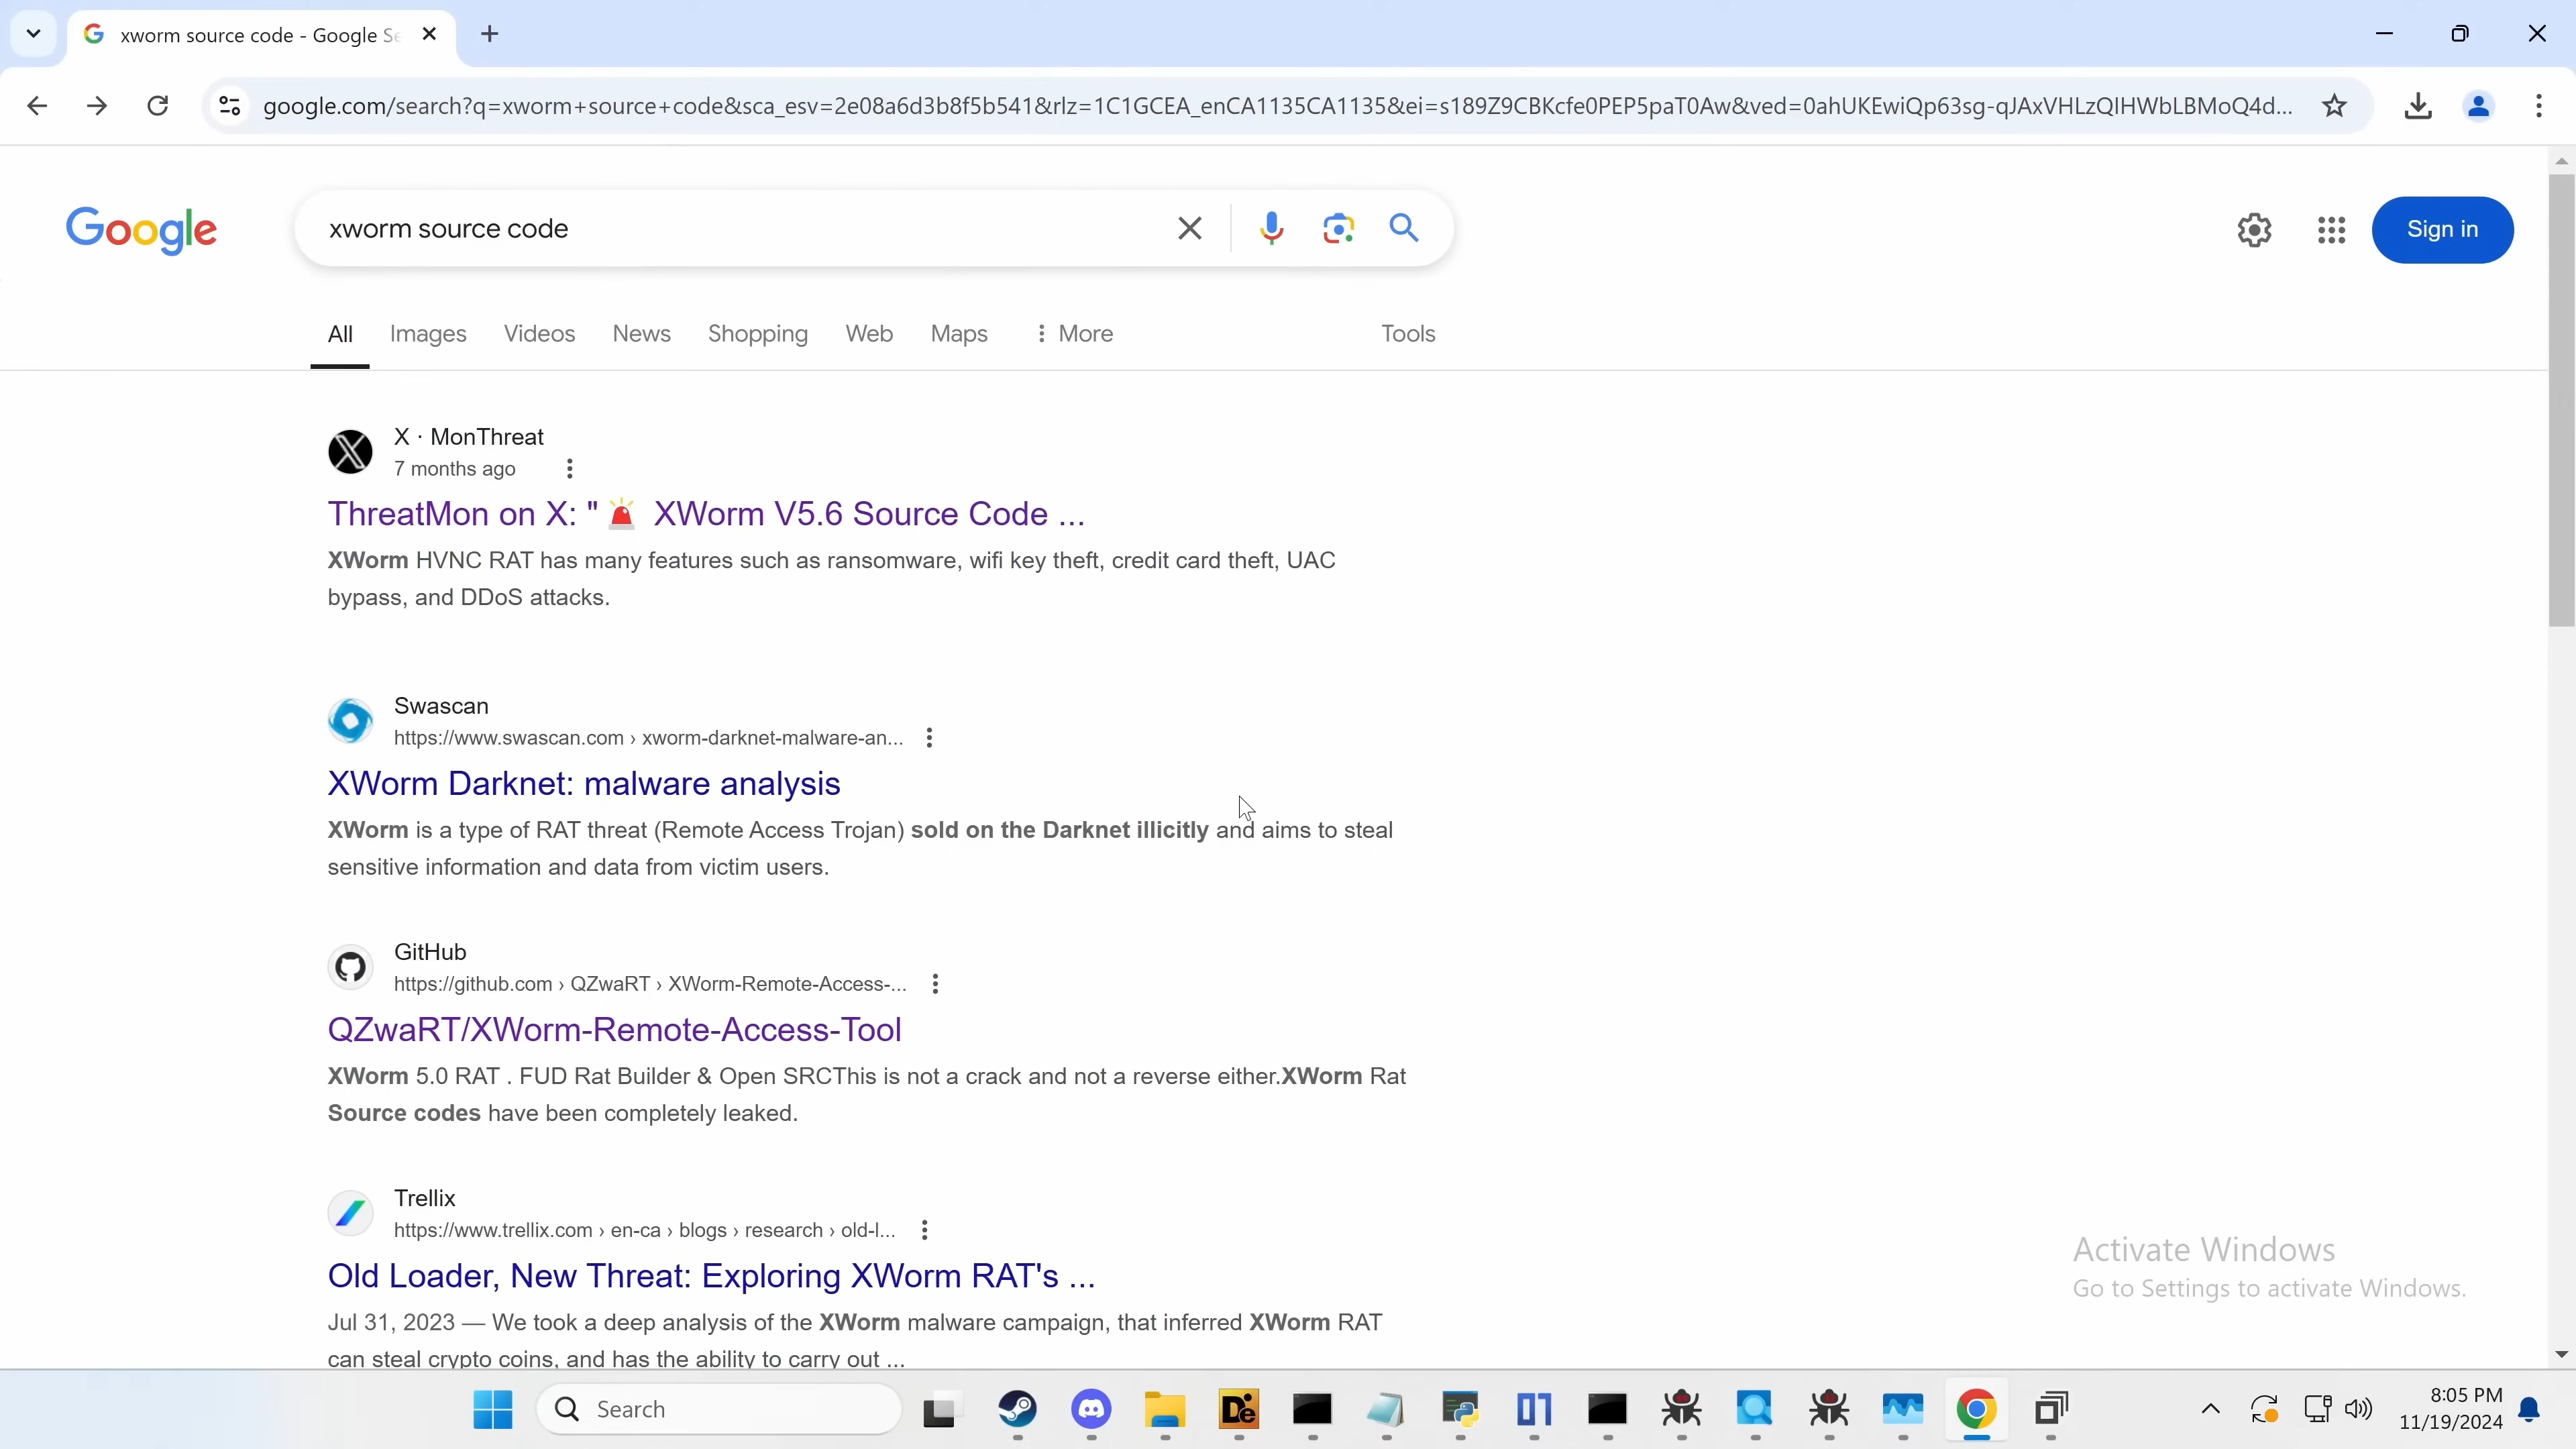 xworm source code - Google Se
google.com/search?q=xworm+source+code&sca_esv=2e08a6d3b8f5b541&rlz=1C1GCEA_enCA1135CA1135&ei=s189Z9CBKcfe0PEP5paT0Aw&ved=0ahUKEwiQp63sg-qJAxVHLzQIHWbLBMoQ4d...
Google
xworm source code
Sign in
All Images Videos News Shopping Web Maps More Tools
X · MonThreat
7 months ago
ThreatMon on X: "🚨 XWorm V5.6 Source Code ...
XWorm HVNC RAT has many features such as ransomware, wifi key theft, credit card theft, UAC
bypass, and DDoS attacks.
Swascan
https://www.swascan.com › xworm-darknet-malware-an...
XWorm Darknet: malware analysis
XWorm is a type of RAT threat (Remote Access Trojan) sold on the Darknet illicitly and aims to steal
sensitive information and data from victim users.
GitHub
https://github.com › QZwaRT › XWorm-Remote-Access-...
QZwaRT/XWorm-Remote-Access-Tool
XWorm 5.0 RAT . FUD Rat Builder & Open SRCThis is not a crack and not a reverse either.XWorm Rat
Source codes have been completely leaked.
Trellix
https://www.trellix.com › en-ca › blogs › research › old-l...
Old Loader, New Threat: Exploring XWorm RAT's ...
Jul 31, 2023 — We took a deep analysis of the XWorm malware campaign, that inferred XWorm RAT
can steal crypto coins, and has the ability to carry out ...
Activate Windows
Go to Settings to activate Windows.
Search
8:05 PM
11/19/2024